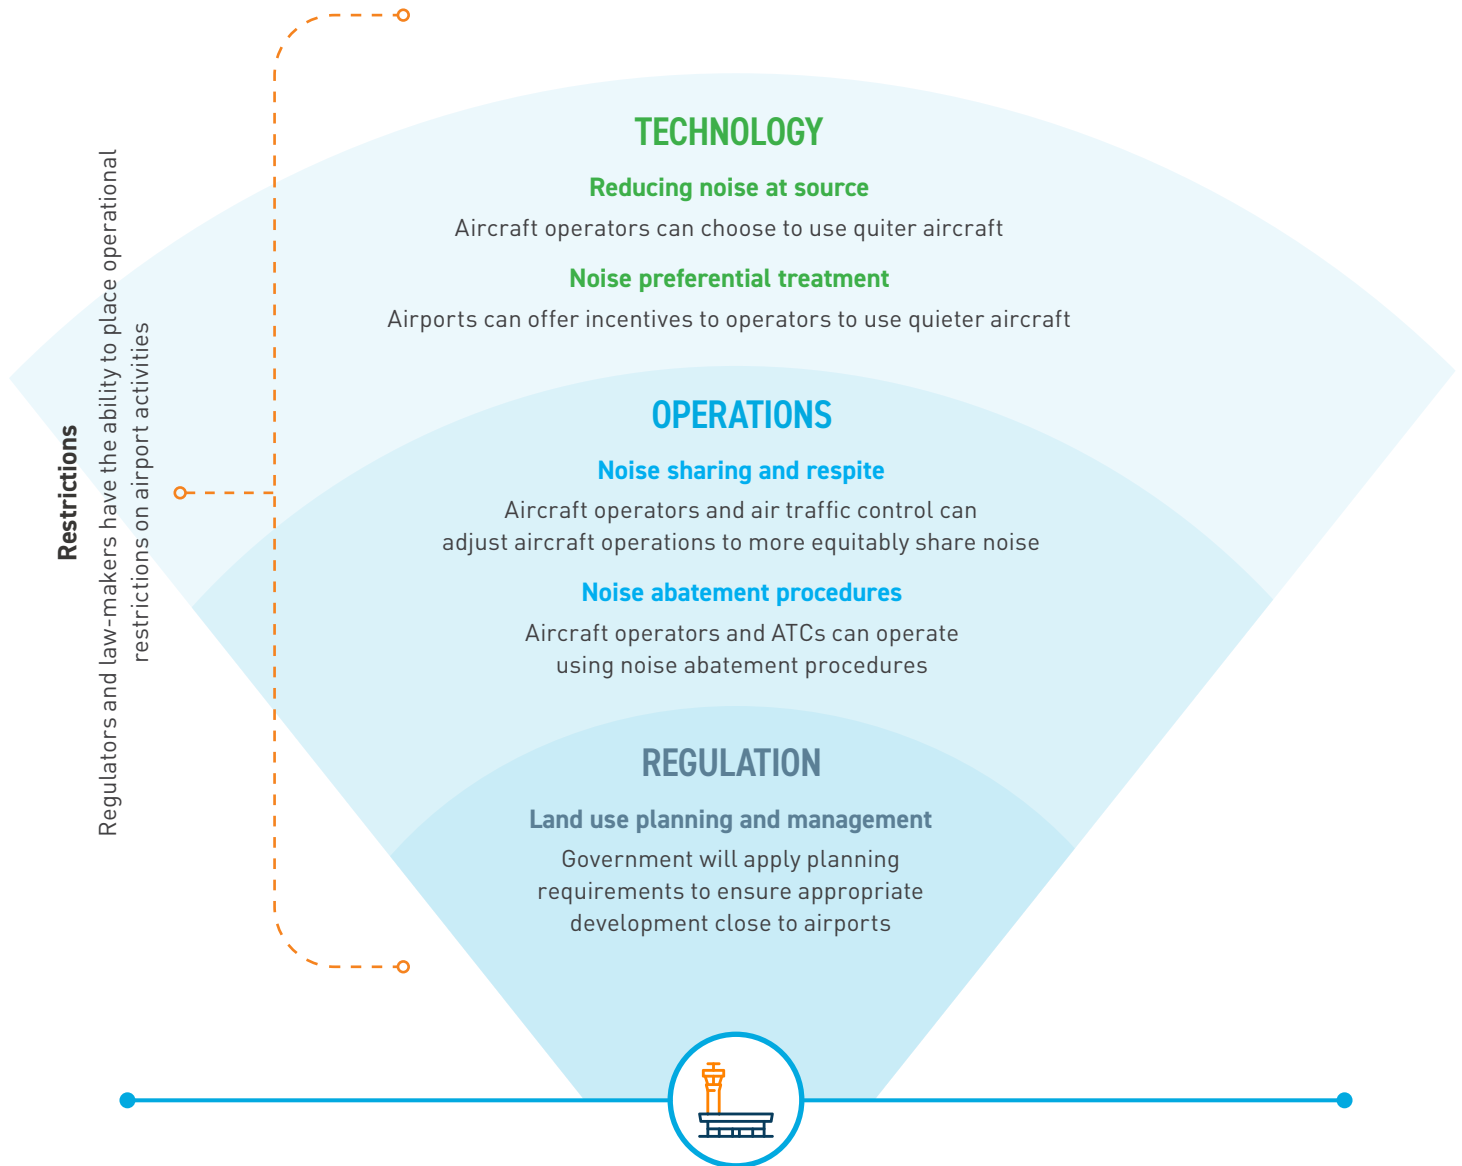 TECHNOLOGY
Reducing noise at source
Aircraft operators can choose to use quiter aircraft
Noise preferential treatment
Airports can offer incentives to operators to use quieter aircraft
OPERATIONS
Noise sharing and respite
Aircraft operators and air traffic control can
adjust aircraft operations to more equitably share noise
Noise abatement procedures
Aircraft operators and ATCs can operate
using noise abatement procedures
REGULATION
Land use planning and management
Government will apply planning
requirements to ensure appropriate
development close to airports
Restrictions
Regulators and law-makers have the ability to place operational
restrictions on airport activities